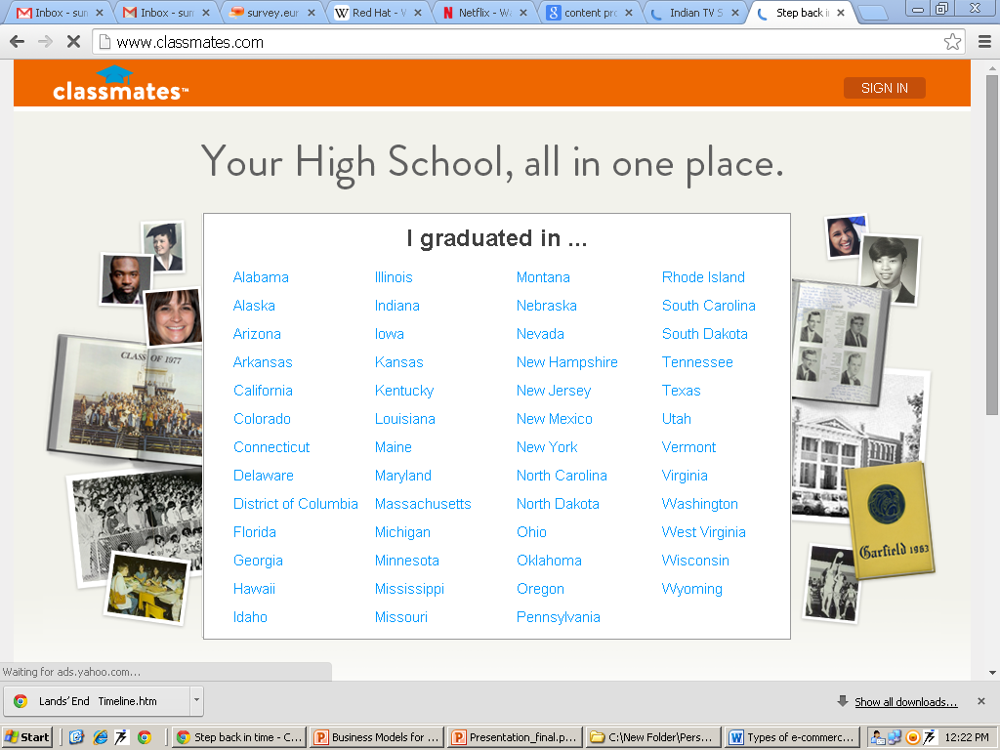 Inbox - sun
Inbox - sun
survey.eur
Red Hat - W
Netflix - Wa
content pro
Indian TV S
Step back i
www.classmates.com
classmates™
SIGN IN
Your High School, all in one place.
I graduated in ...
Alabama Illinois Montana Rhode Island
Alaska Indiana Nebraska South Carolina
Arizona Iowa Nevada South Dakota
Arkansas Kansas New Hampshire Tennessee
California Kentucky New Jersey Texas
Colorado Louisiana New Mexico Utah
Connecticut Maine New York Vermont
Delaware Maryland North Carolina Virginia
District of Columbia Massachusetts North Dakota Washington
Florida Michigan Ohio West Virginia
Georgia Minnesota Oklahoma Wisconsin
Hawaii Mississippi Oregon Wyoming
Idaho Missouri Pennsylvania
CLASS OF 1977
Garfield 1963
Waiting for ads.yahoo.com...
Lands' End Timeline.htm
Show all downloads...
Start
Step back in time - C...
Business Models for ...
Presentation_final.p...
C:\New Folder\Pers...
Types of e-commerc...
12:22 PM